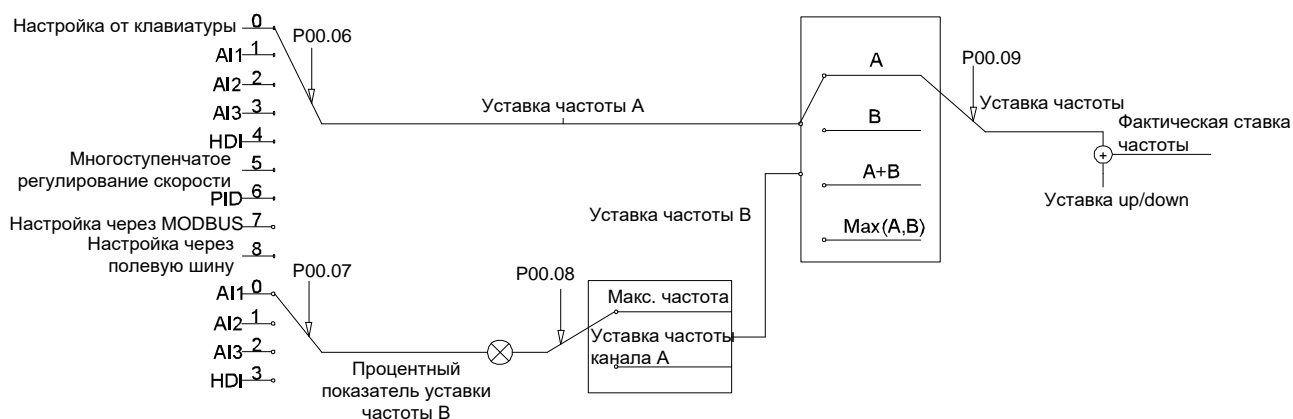 Настройка от клавиатуры 0
P00.06
AI1 1
AI2 2
AI3 3
HDI 4
Многоступенчатое
регулирование скорости 5
PID 6
Настройка через MODBUS 7
Настройка через
полевую шину 8
Уставка частоты A
A
B
A+B
Max(A,B)
P00.09
Уставка частоты
Фактическая ставка
частоты
+
Уставка up/down
Уставка частоты B
P00.07
AI1 0
AI2 1
AI3 2
HDI 3
Процентный
показатель уставки
частоты B
P00.08
Макс. частота
Уставка частоты
канала A